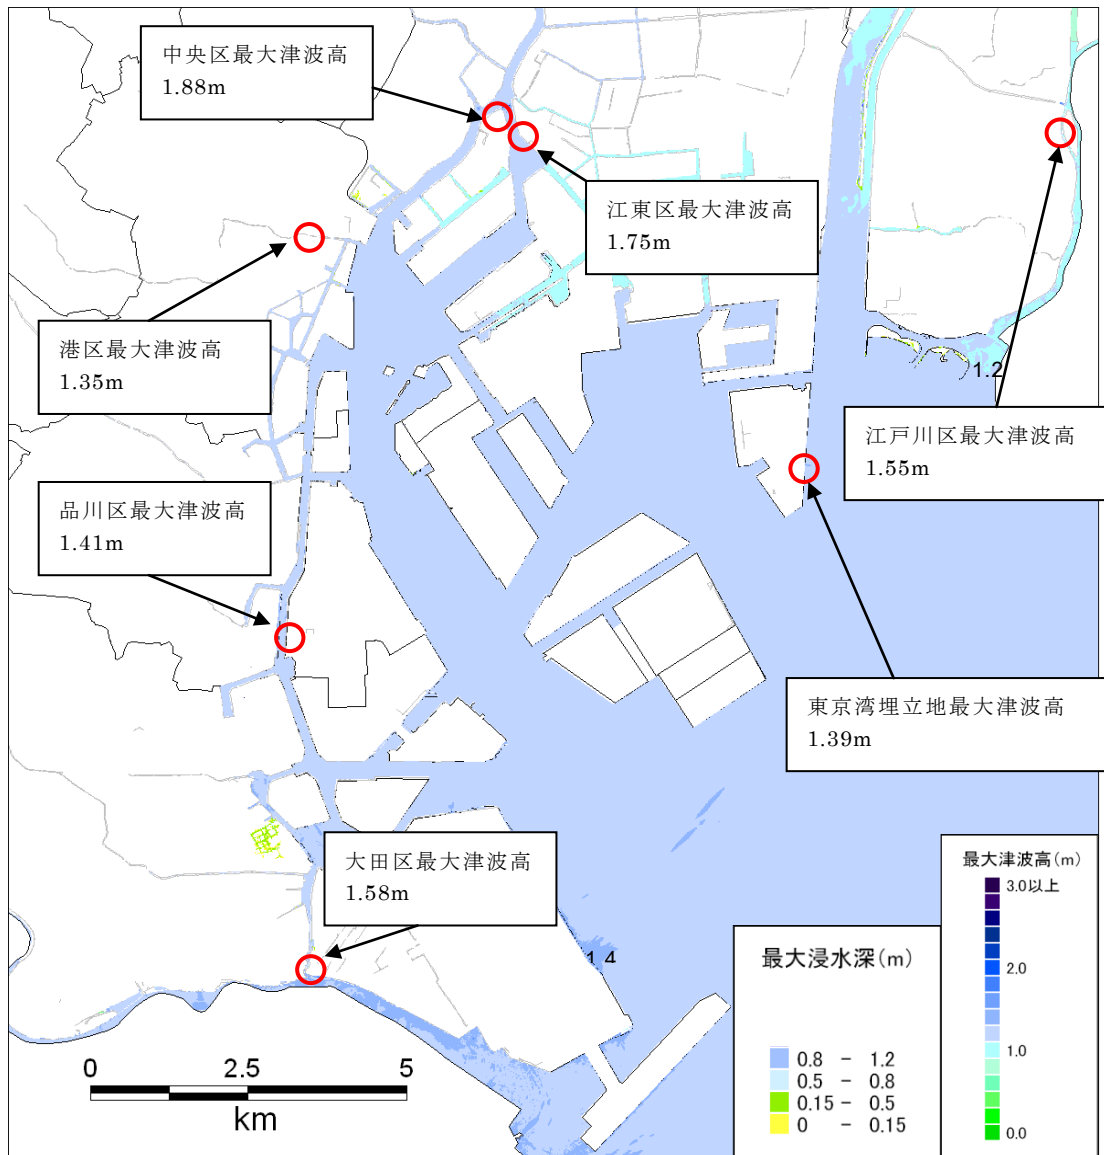 中央区最大津波高
1.88m
江東区最大津波高
1.75m
港区最大津波高
1.35m
1.2
江戸川区最大津波高
1.55m
品川区最大津波高
1.41m
東京湾埋立地最大津波高
1.39m
大田区最大津波高
1.58m
1.4
最大浸水深(m)
0.8 - 1.2
0.5 - 0.8
0.15 - 0.5
0 - 0.15
最大津波高(m)
3.0以上
2.0
1.0
0.0
0 2.5 5
km